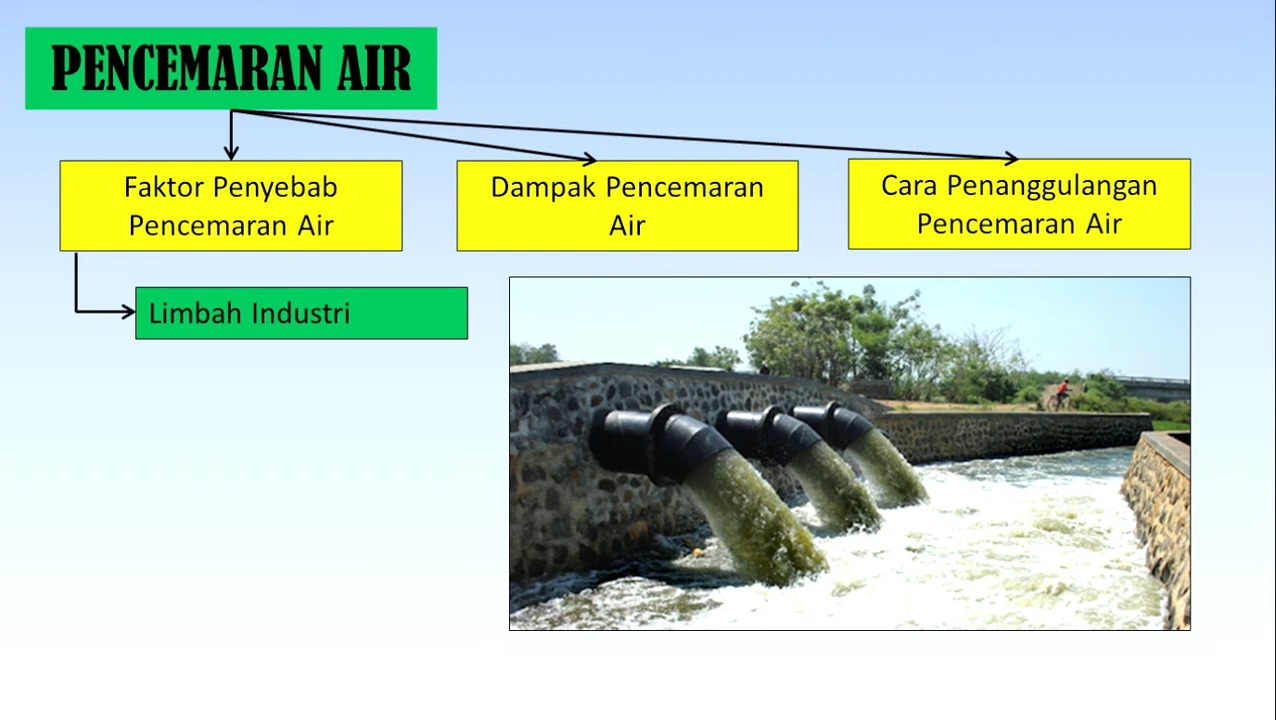 PENCEMARAN AIR
Faktor Penyebab
Pencemaran Air
Dampak Pencemaran
Air
Cara Penanggulangan
Pencemaran Air
Limbah Industri